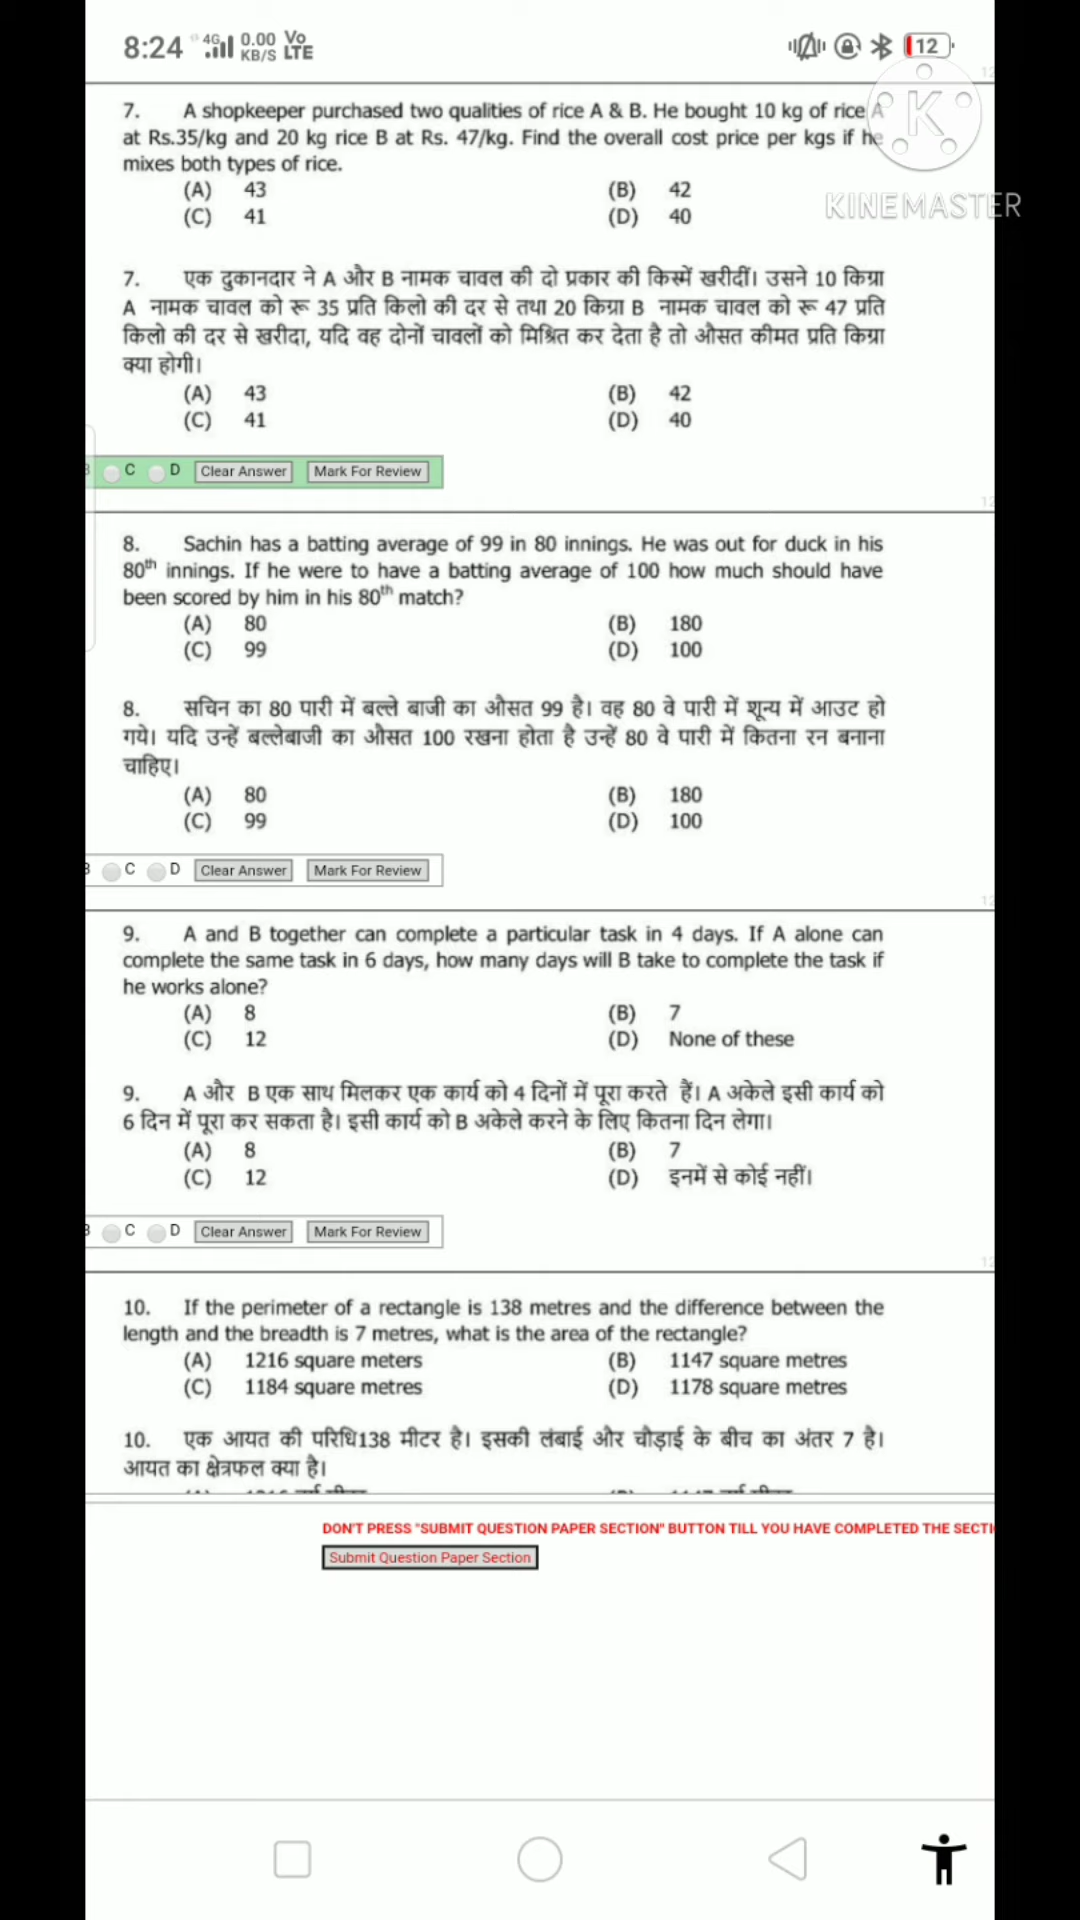 8:24 4G 0.00 KB/S Vo LTE 12
KINEMASTER
7. A shopkeeper purchased two qualities of rice A & B. He bought 10 kg of rice A
at Rs.35/kg and 20 kg rice B at Rs. 47/kg. Find the overall cost price per kgs if he
mixes both types of rice.
(A) 43 (B) 42
(C) 41 (D) 40
7. एक दुकानदार ने A और B नामक चावल की दो प्रकार की किस्में खरीदीं। उसने 10 किग्रा
A नामक चावल को रू 35 प्रति किलो की दर से तथा 20 किग्रा B नामक चावल को रू 47 प्रति
किलो की दर से खरीदा, यदि वह दोनों चावलों को मिश्रित कर देता है तो औसत कीमत प्रति किग्रा
क्या होगी।
(A) 43 (B) 42
(C) 41 (D) 40
C D Clear Answer Mark For Review
8. Sachin has a batting average of 99 in 80 innings. He was out for duck in his
80th innings. If he were to have a batting average of 100 how much should have
been scored by him in his 80th match?
(A) 80 (B) 180
(C) 99 (D) 100
8. सचिन का 80 पारी में बल्ले बाजी का औसत 99 है। वह 80 वे पारी में शून्य में आउट हो
गये। यदि उन्हें बल्लेबाजी का औसत 100 रखना होता है उन्हें 80 वे पारी में कितना रन बनाना
चाहिए।
(A) 80 (B) 180
(C) 99 (D) 100
C D Clear Answer Mark For Review
9. A and B together can complete a particular task in 4 days. If A alone can
complete the same task in 6 days, how many days will B take to complete the task if
he works alone?
(A) 8 (B) 7
(C) 12 (D) None of these
9. A और B एक साथ मिलकर एक कार्य को 4 दिनों में पूरा करते हैं। A अकेले इसी कार्य को
6 दिन में पूरा कर सकता है। इसी कार्य को B अकेले करने के लिए कितना दिन लेगा।
(A) 8 (B) 7
(C) 12 (D) इनमें से कोई नहीं।
C D Clear Answer Mark For Review
10. If the perimeter of a rectangle is 138 metres and the difference between the
length and the breadth is 7 metres, what is the area of the rectangle?
(A) 1216 square meters (B) 1147 square metres
(C) 1184 square metres (D) 1178 square metres
10. एक आयत की परिधि138 मीटर है। इसकी लंबाई और चौड़ाई के बीच का अंतर 7 है।
आयत का क्षेत्रफल क्या है।
DON'T PRESS "SUBMIT QUESTION PAPER SECTION" BUTTON TILL YOU HAVE COMPLETED THE SECTI
Submit Question Paper Section